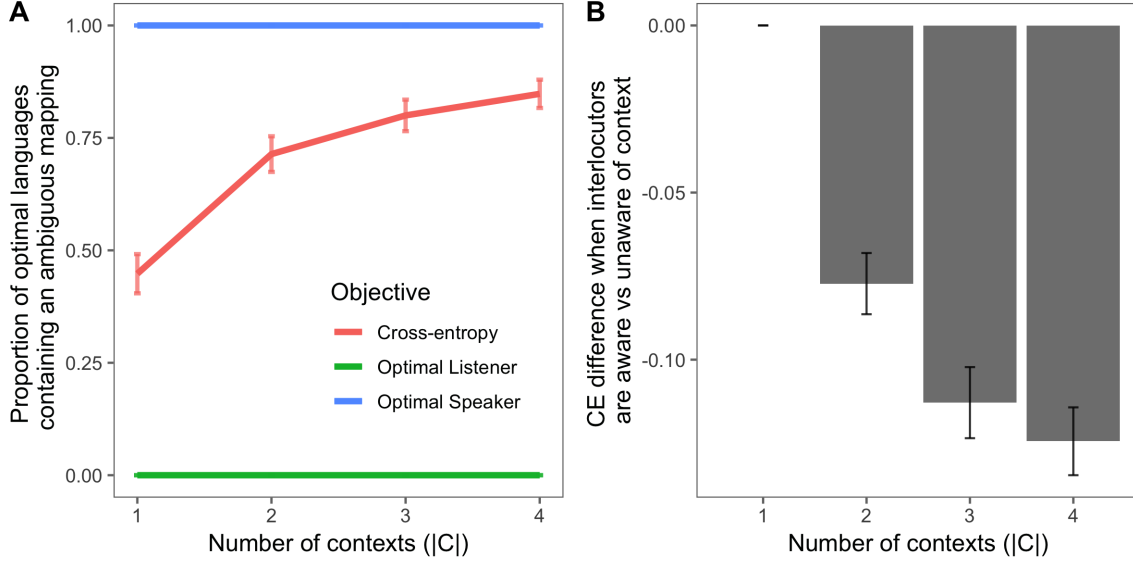 A
Proportion of optimal languages
containing an ambiguous mapping
1.00
0.75
0.50
0.25
0.00
Objective
Cross-entropy
Optimal Listener
Optimal Speaker
1 2 3 4
Number of contexts (|C|)
B
CE difference when interlocutors
are aware vs unaware of context
0.00
-0.05
-0.10
1 2 3 4
Number of contexts (|C|)